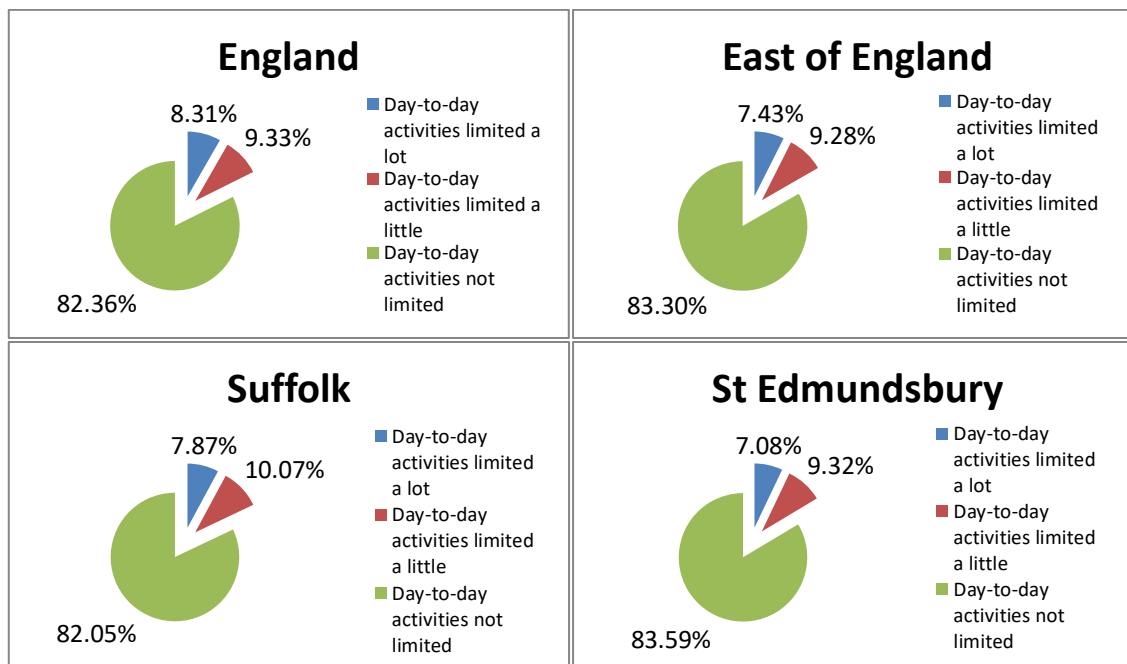 England
8.31%
9.33%
82.36%
Day-to-day
activities limited a
lot
Day-to-day
activities limited a
little
Day-to-day
activities not
limited
East of England
7.43%
9.28%
83.30%
Day-to-day
activities limited
a lot
Day-to-day
activities limited
a little
Day-to-day
activities not
limited
Suffolk
7.87%
10.07%
82.05%
Day-to-day
activities limited
a lot
Day-to-day
activities limited
a little
Day-to-day
activities not
limited
St Edmundsbury
7.08%
9.32%
83.59%
Day-to-day
activities limited
a lot
Day-to-day
activities limited
a little
Day-to-day
activities not
limited